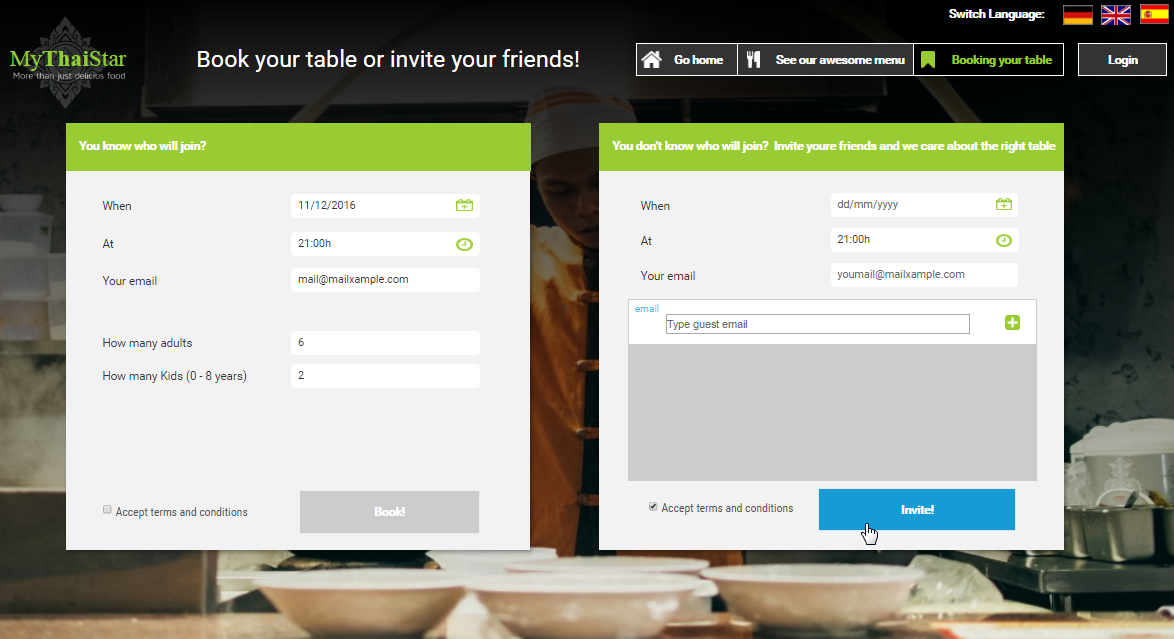 Switch Language:
MyThaiStar
More than just delicius food
Book your table or invite your friends!
Go home
See our awesome menu
Booking your table
Login
You know who will join?
When
11/12/2016
At
21:00h
Your email
mail@mailxample.com
How many adults
6
How many Kids (0 - 8 years)
2
Accept terms and conditions
Book!
You don't know who will join? Invite youre friends and we care about the right table
When
dd/mm/yyyy
At
21:00h
Your email
youmail@mailxample.com
email
Type guest email
Accept terms and conditions
Invite!